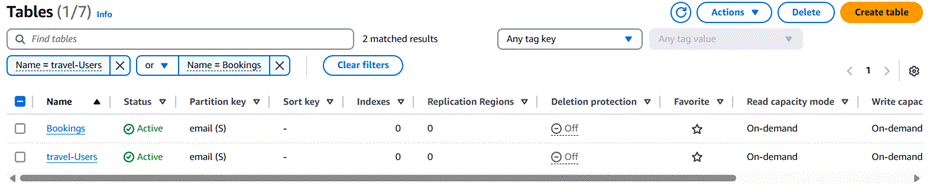 Tables (1/7) Info Actions Delete Create table
Find tables 2 matched results Any tag key Any tag value
Name = travel-Users or Name = Bookings Clear filters
1
Name Status Partition key Sort key Indexes Replication Regions Deletion protection Favorite Read capacity mode Write capac
Bookings Active email (S) - 0 0 Off On-demand On-demand
travel-Users Active email (S) - 0 0 Off On-demand On-demand